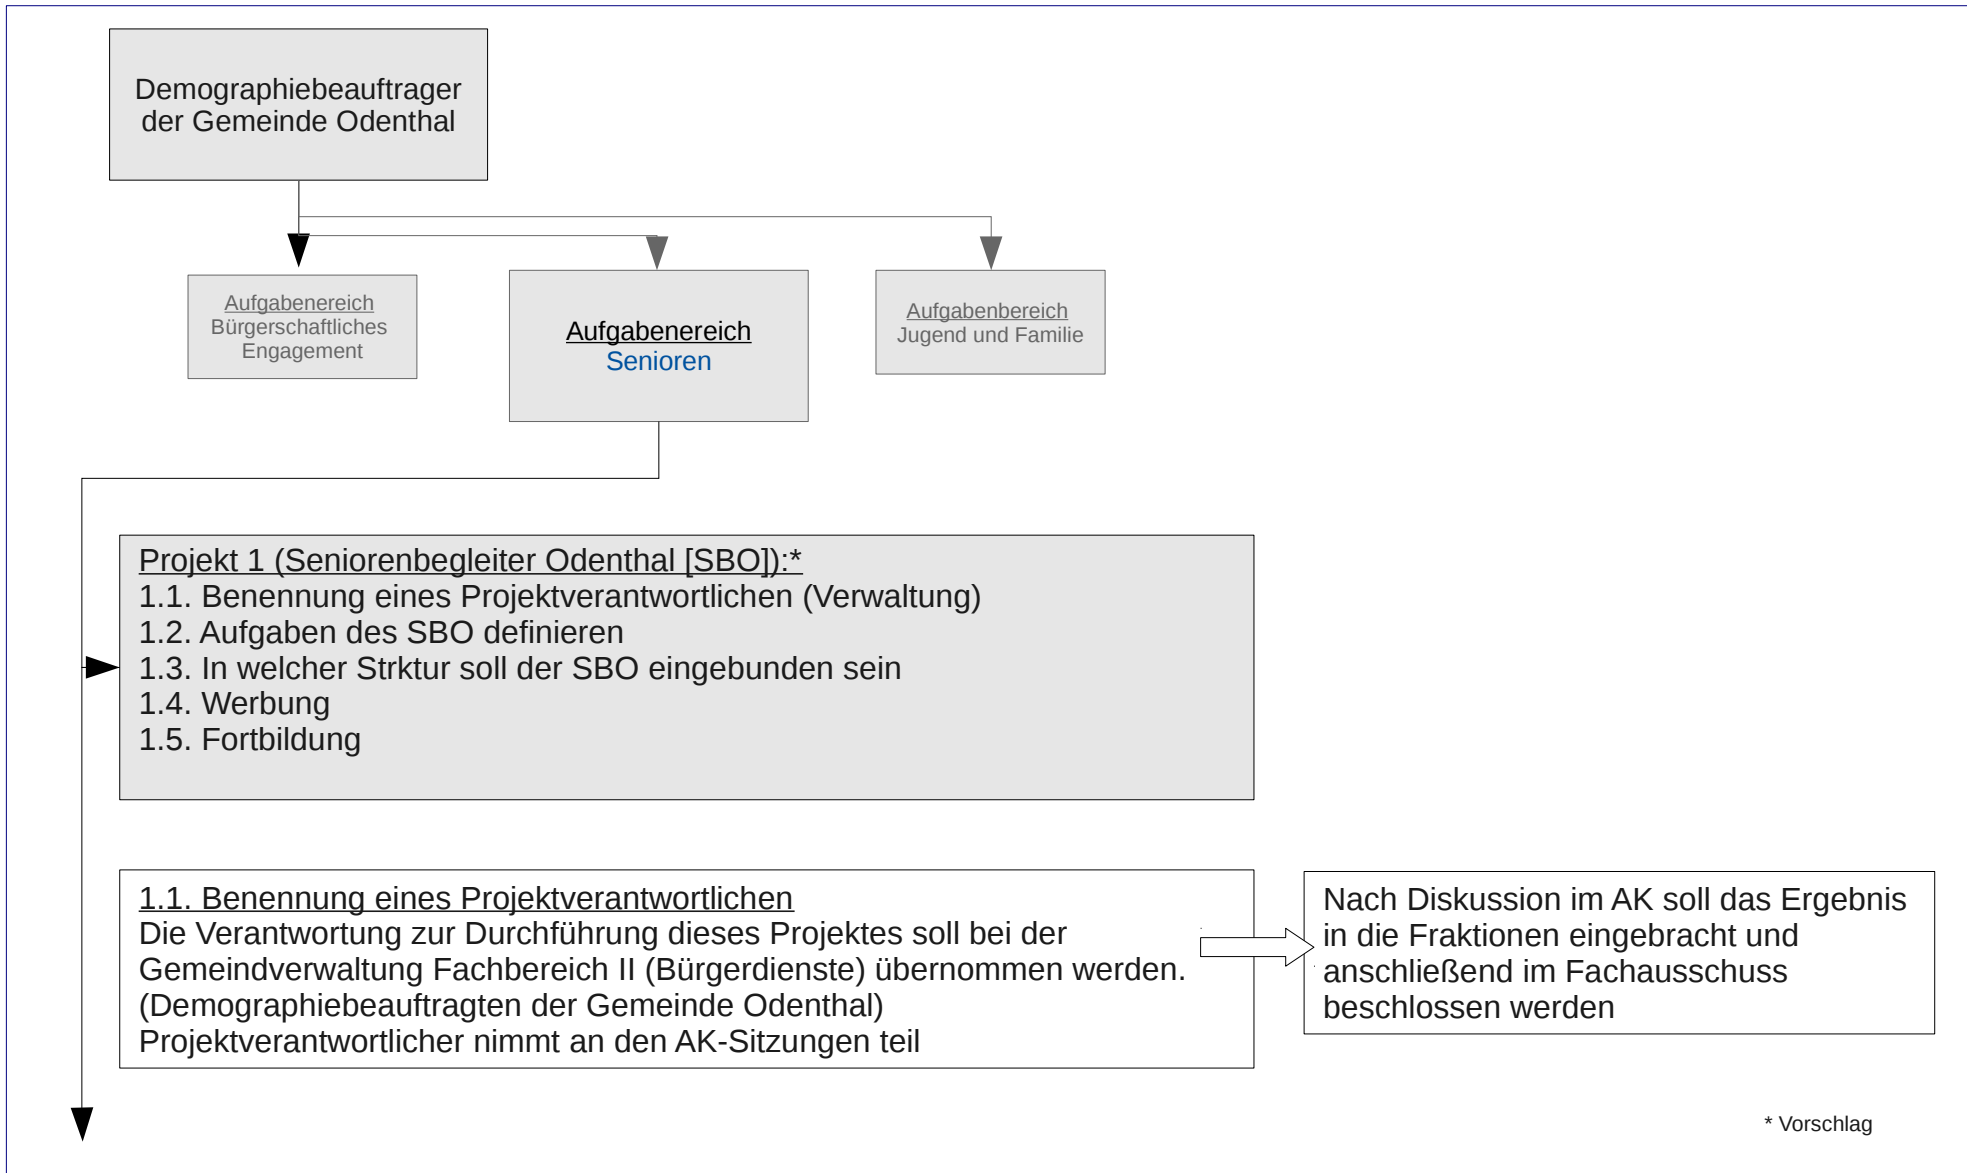 Demographiebeauftrager
der Gemeinde Odenthal
Aufgabenereich
Bürgerschaftliches
Engagement
Aufgabenereich
Senioren
Aufgabenbereich
Jugend und Familie
Projekt 1 (Seniorenbegleiter Odenthal [SBO]):*
1.1. Benennung eines Projektverantwortlichen (Verwaltung)
1.2. Aufgaben des SBO definieren
1.3. In welcher Strktur soll der SBO eingebunden sein
1.4. Werbung
1.5. Fortbildung
1.1. Benennung eines Projektverantwortlichen
Die Verantwortung zur Durchführung dieses Projektes soll bei der
Gemeindverwaltung Fachbereich II (Bürgerdienste) übernommen werden.
(Demographiebeauftragten der Gemeinde Odenthal)
Projektverantwortlicher nimmt an den AK-Sitzungen teil
Nach Diskussion im AK soll das Ergebnis
in die Fraktionen eingebracht und
anschließend im Fachausschuss
beschlossen werden
* Vorschlag